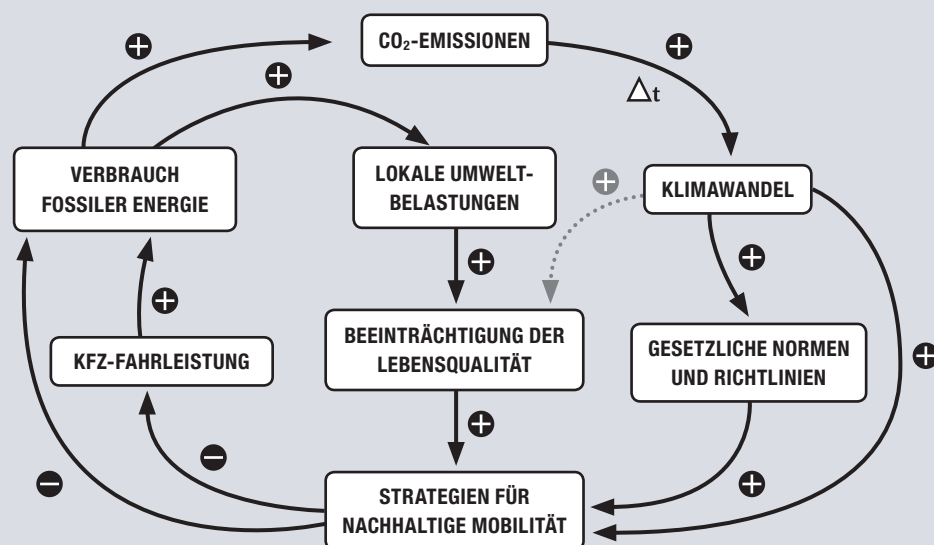 CO₂-EMISSIONEN
Δt
VERBRAUCH
FOSSILER ENERGIE
LOKALE UMWELT-
BELASTUNGEN
KLIMAWANDEL
KFZ-FAHRLEISTUNG
BEEINTRÄCHTIGUNG DER
LEBENSQUALITÄT
GESETZLICHE NORMEN
UND RICHTLINIEN
STRATEGIEN FÜR
NACHHALTIGE MOBILITÄT